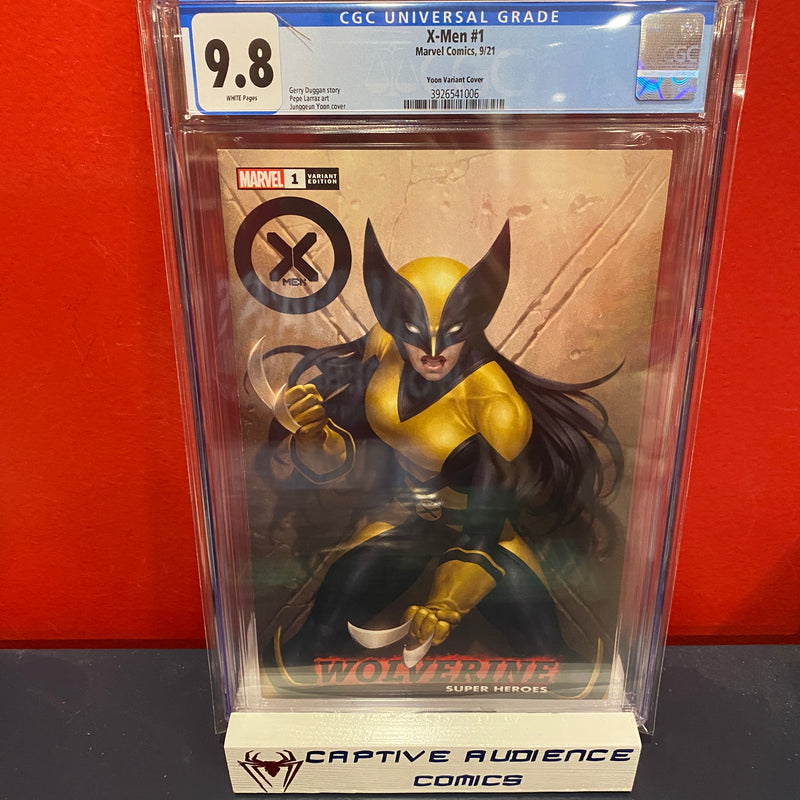 CGC UNIVERSAL GRADE
9.8
WHITE Pages
X-Men #1
Marvel Comics, 9/21
Yoon Variant Cover
Gerry Duggan story
Pepe Larraz art
Junggeun Yoon cover
3926541006
CGC
MARVEL 1 VARIANT EDITION
X
MEN
WOLVERINE
SUPER HEROES
CAPTIVE AUDIENCE
COMICS